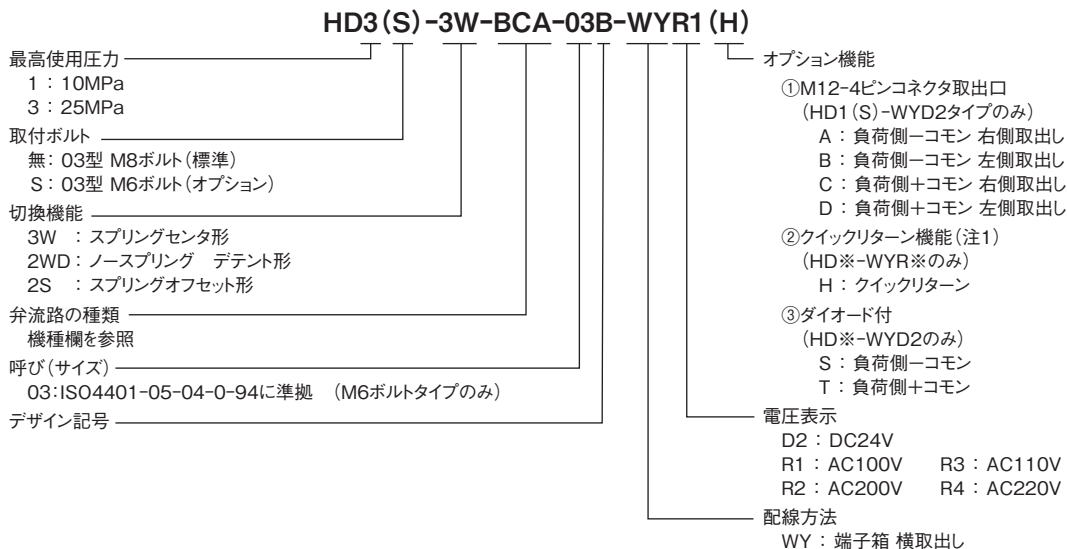 HD3(S)-3W-BCA-03B-WYR1(H)
最高使用圧力
1 : 10MPa
3 : 25MPa
取付ボルト
無: 03型 M8ボルト(標準)
S: 03型 M6ボルト(オプション)
切換機能
3W : スプリングセンタ形
2WD : ノースプリング デテント形
2S : スプリングオフセット形
弁流路の種類
機種欄を参照
呼び(サイズ)
03:ISO4401-05-04-0-94に準拠 (M6ボルトタイプのみ)
デザイン記号
オプション機能
①M12-4ピンコネクタ取出口
(HD1(S)-WYD2タイプのみ)
A : 負荷側ーコモン 右側取出し
B : 負荷側ーコモン 左側取出し
C : 負荷側+コモン 右側取出し
D : 負荷側+コモン 左側取出し
②クイックリターン機能(注1)
(HD※-WYR※のみ)
H : クイックリターン
③ダイオード付
(HD※-WYD2のみ)
S : 負荷側ーコモン
T : 負荷側+コモン
電圧表示
D2 : DC24V
R1 : AC100V R3 : AC110V
R2 : AC200V R4 : AC220V
配線方法
WY : 端子箱 横取出し